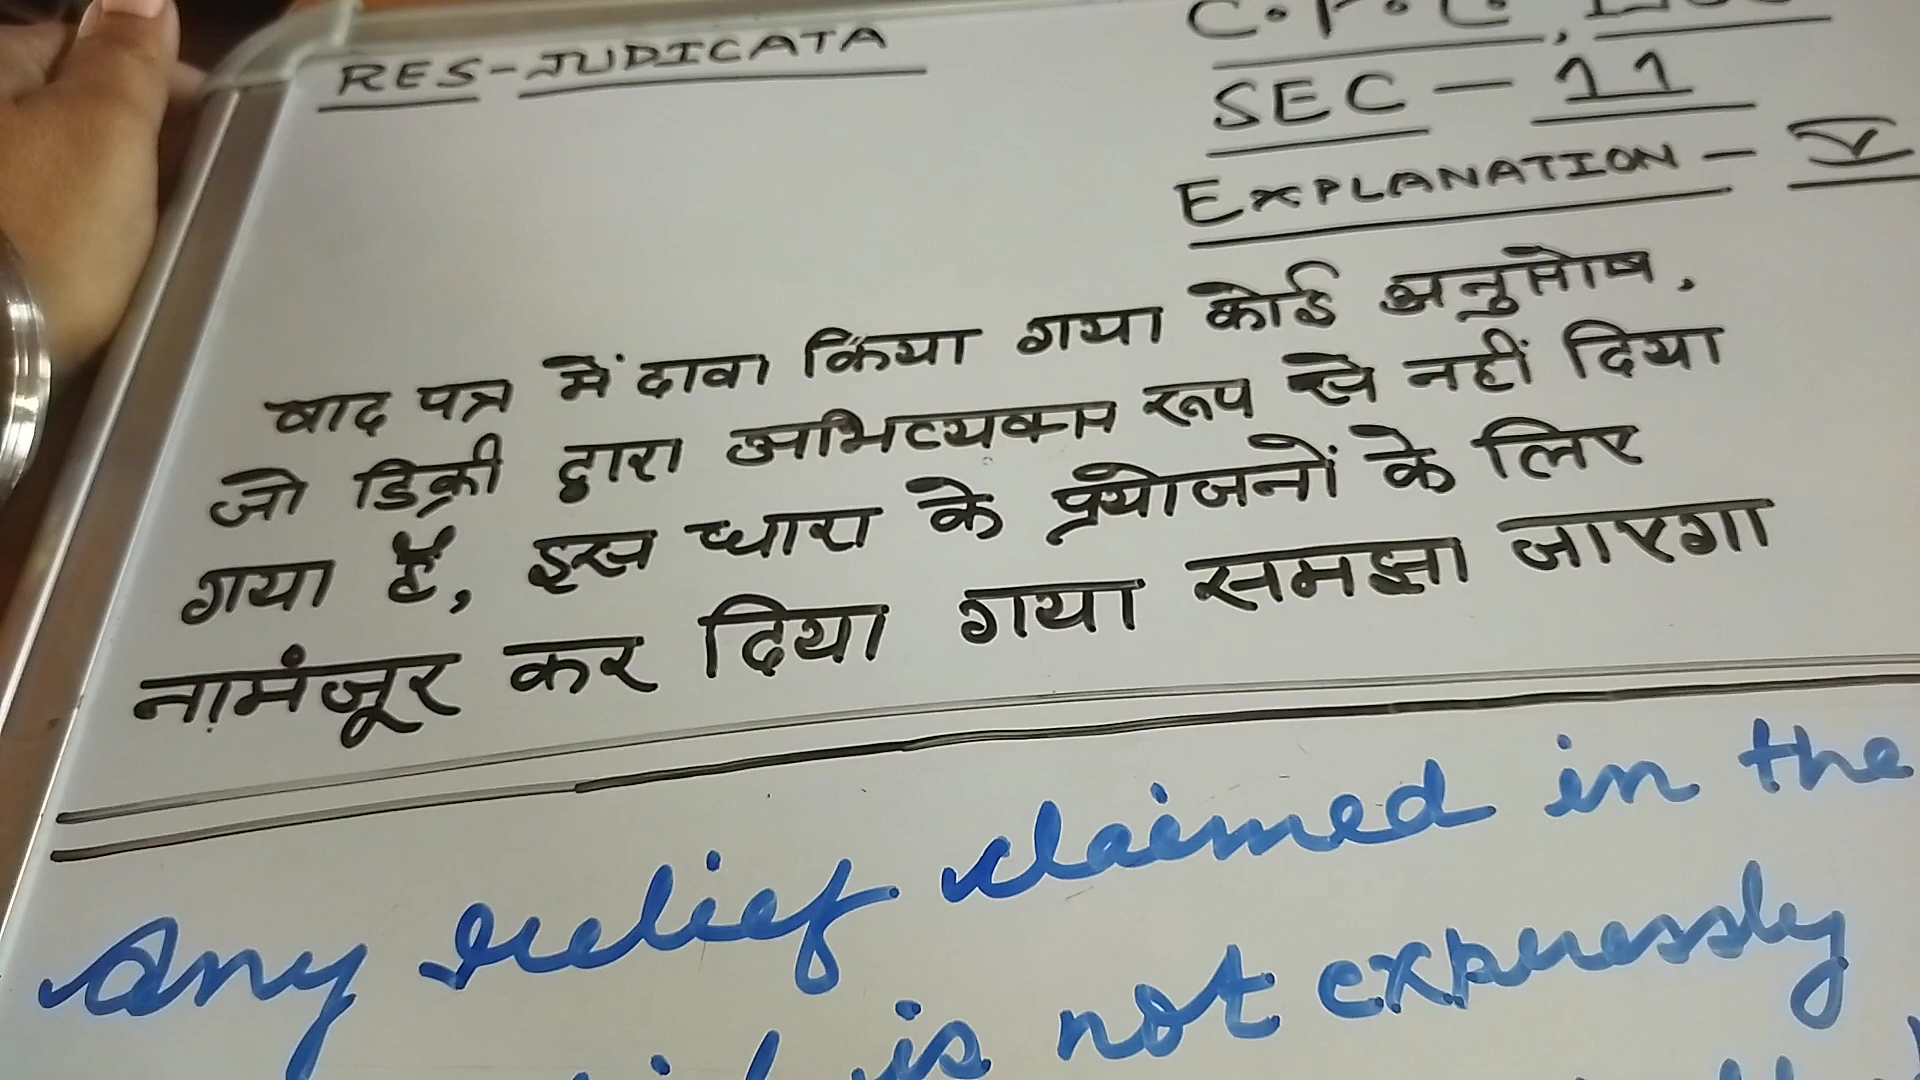 RES-JUDICATA
C.P.C.,
SEC - 11
EXPLANATION - V
वाद पत्र में दावा किया गया कोई अनुतोष,
जो डिक्री द्वारा अभिव्यक्त रूप से नहीं दिया
गया है, इस धारा के प्रयोजनों के लिए
नामंजूर कर दिया गया समझा जाएगा
Any relief claimed in the
is not expressly